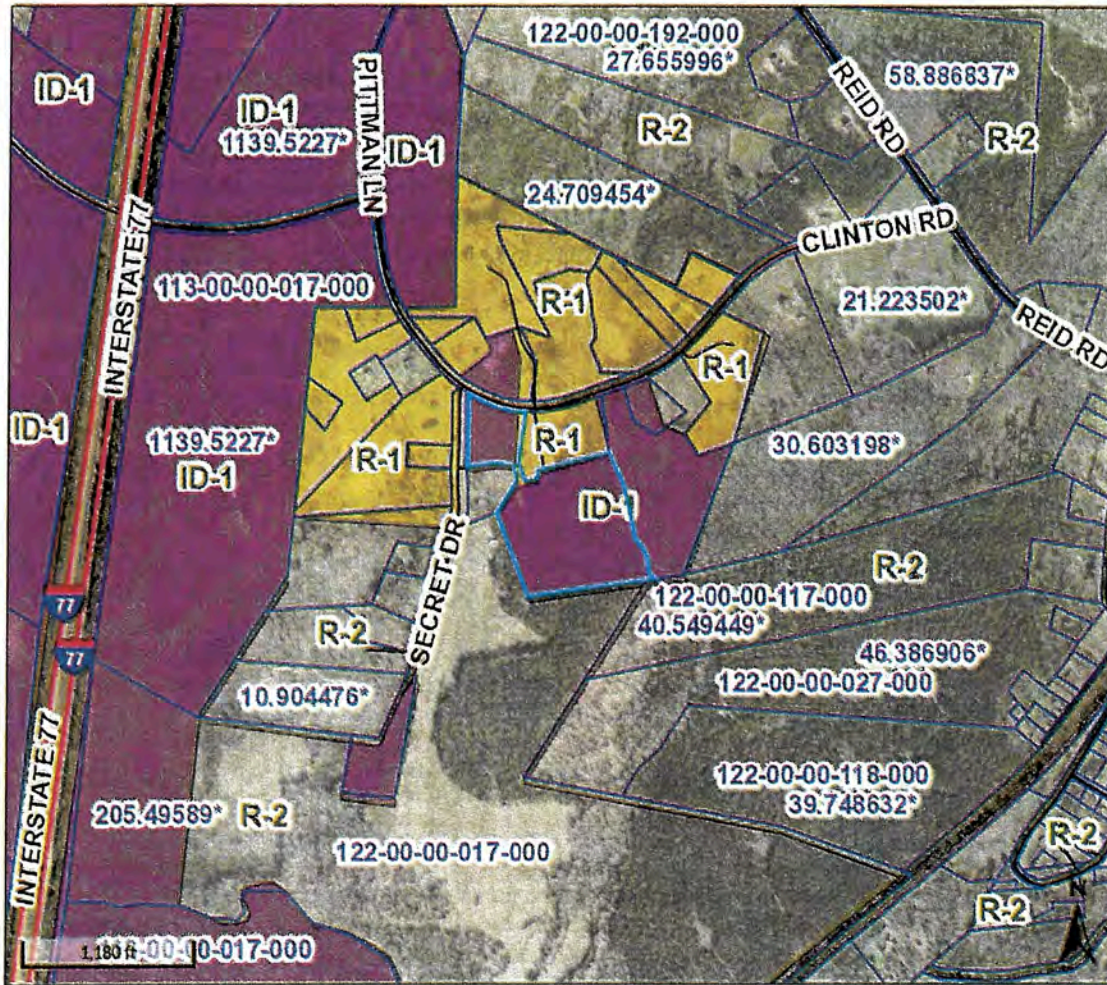 122-00-00-192-000
27.655996*
58.886837*
ID-1
ID-1
1139.5227*
PITTMAN LN
ID-1
REID RD
R-2
R-2
24.709454*
CLINTON RD
INTERSTATE 77
113-00-00-017-000
R-1
21.223502*
REID RD
R-1
ID-1
1139.5227*
ID-1
R-1
R-1
30.603198*
ID-1
SECRET DR
R-2
77
122-00-00-117-000
40.549449*
R-2
77
46.386906*
122-00-00-027-000
10.904476*
INTERSTATE 77
122-00-00-118-000
39.748632*
205.49589*
R-2
122-00-00-017-000
R-2
N
R-2
1,180 ft
-00-00-017-000